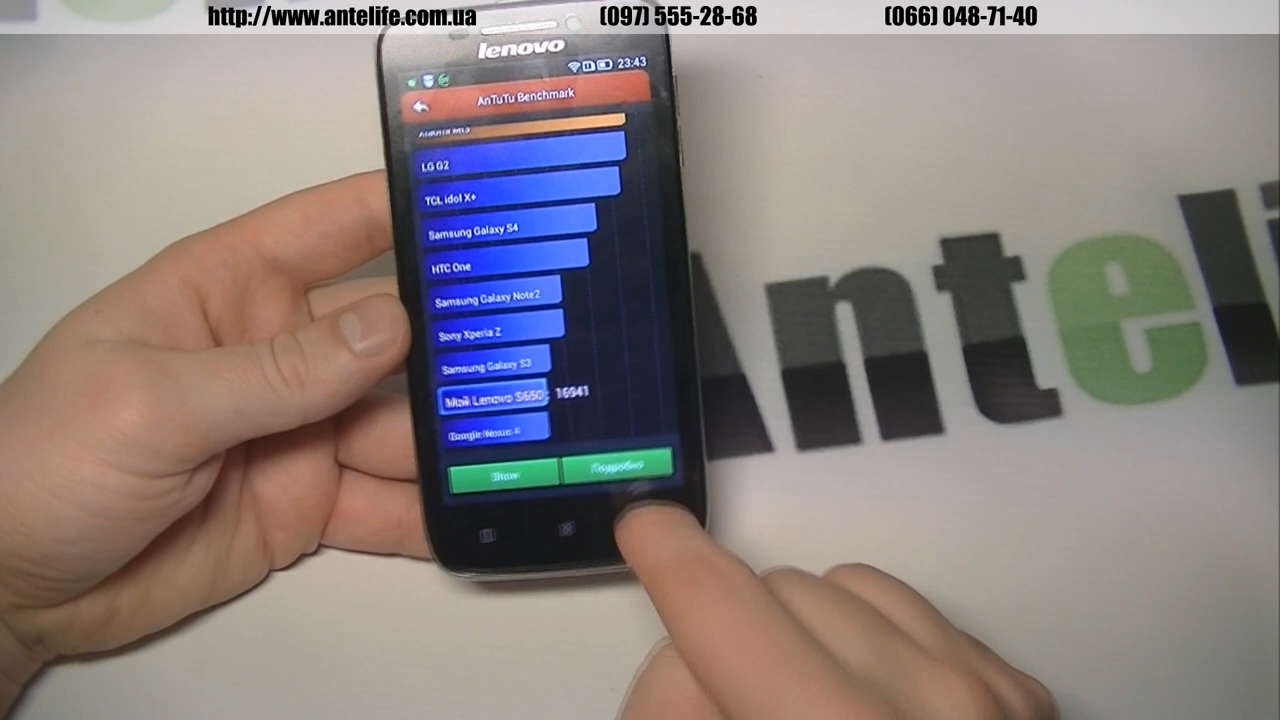 http://www.antelife.com.ua (097) 555-28-68 (066) 048-71-40
lenovo
23:43
AnTuTu Benchmark
LG G2
TCL idol X+
Samsung Galaxy S4
HTC One
Samsung Galaxy Note2
Sony Xperia Z
Samsung Galaxy S3
Мой Lenovo S650: 16941
Google Nexus 4
Show Подробно
Anteli